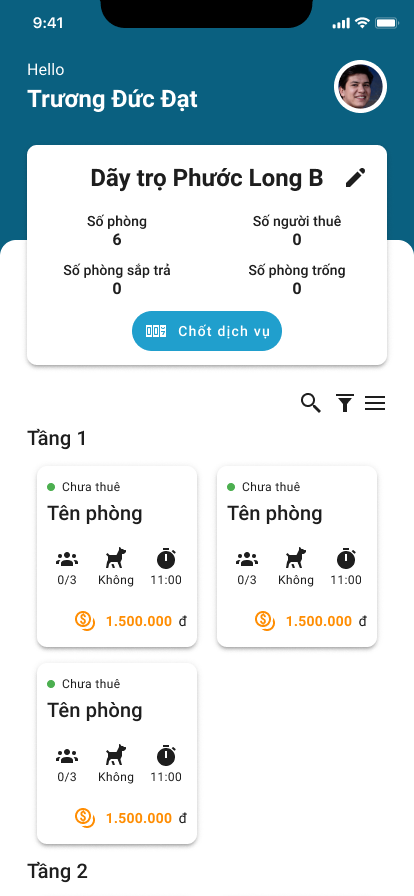 9:41
Hello
Trương Đức Đạt
Dãy trọ Phước Long B
Số phòng
6
Số người thuê
0
Số phòng sắp trả
0
Số phòng trống
0
Chốt dịch vụ
Tầng 1
Chưa thuê
Tên phòng
0/3 Không 11:00
1.500.000 đ
Chưa thuê
Tên phòng
0/3 Không 11:00
1.500.000 đ
Chưa thuê
Tên phòng
0/3 Không 11:00
1.500.000 đ
Tầng 2